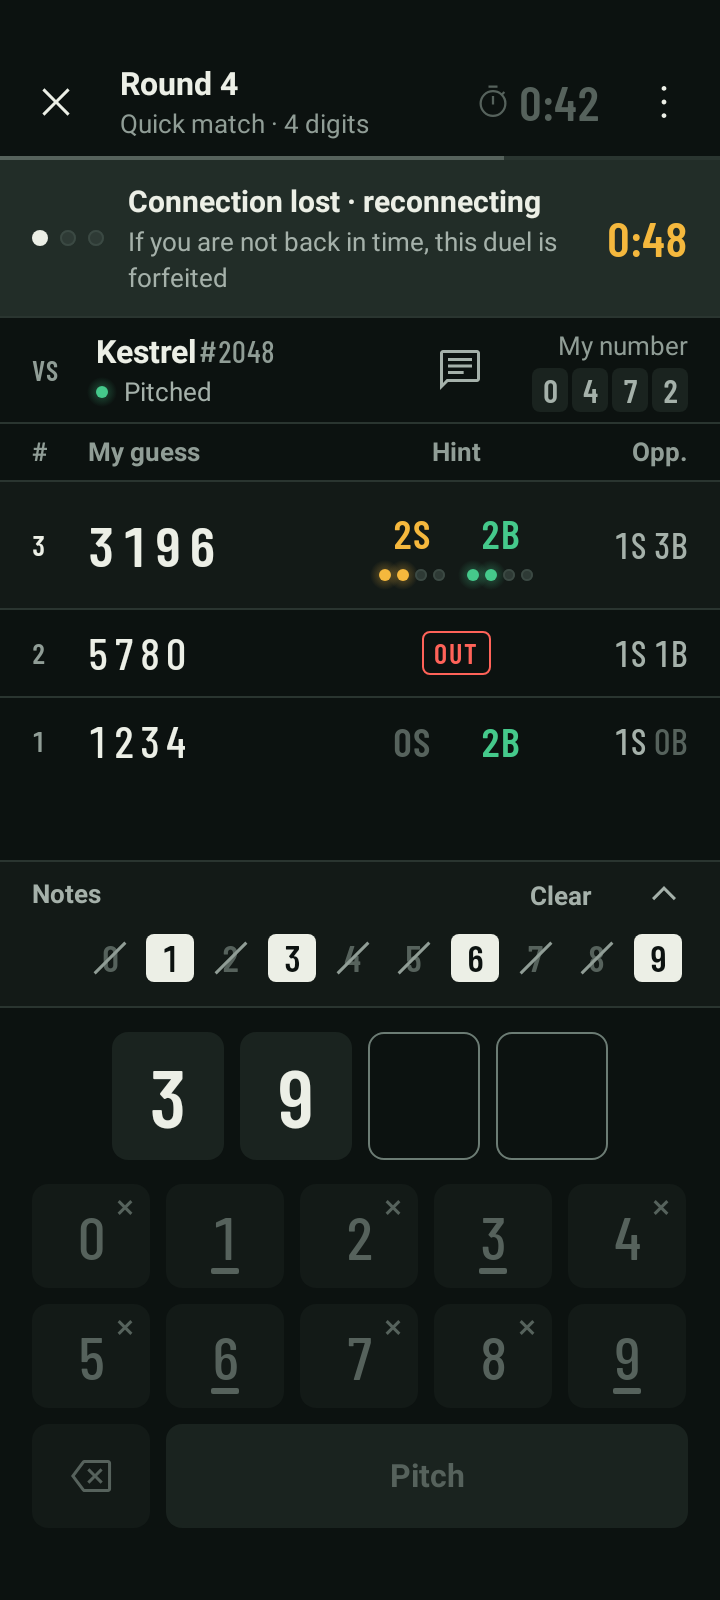 Round 4
Quick match · 4 digits
0:42
Connection lost · reconnecting
If you are not back in time, this duel is
forfeited
0:48
VS
Kestrel #2048
Pitched
My number
0 4 7 2
# My guess Hint Opp.
3 3196 2S 2B 1S 3B
2 5780 OUT 1S 1B
1 1234 0S 2B 1S 0B
Notes Clear
0 1 2 3 4 5 6 7 8 9
3 9
0 1 2 3 4
5 6 7 8 9
Pitch